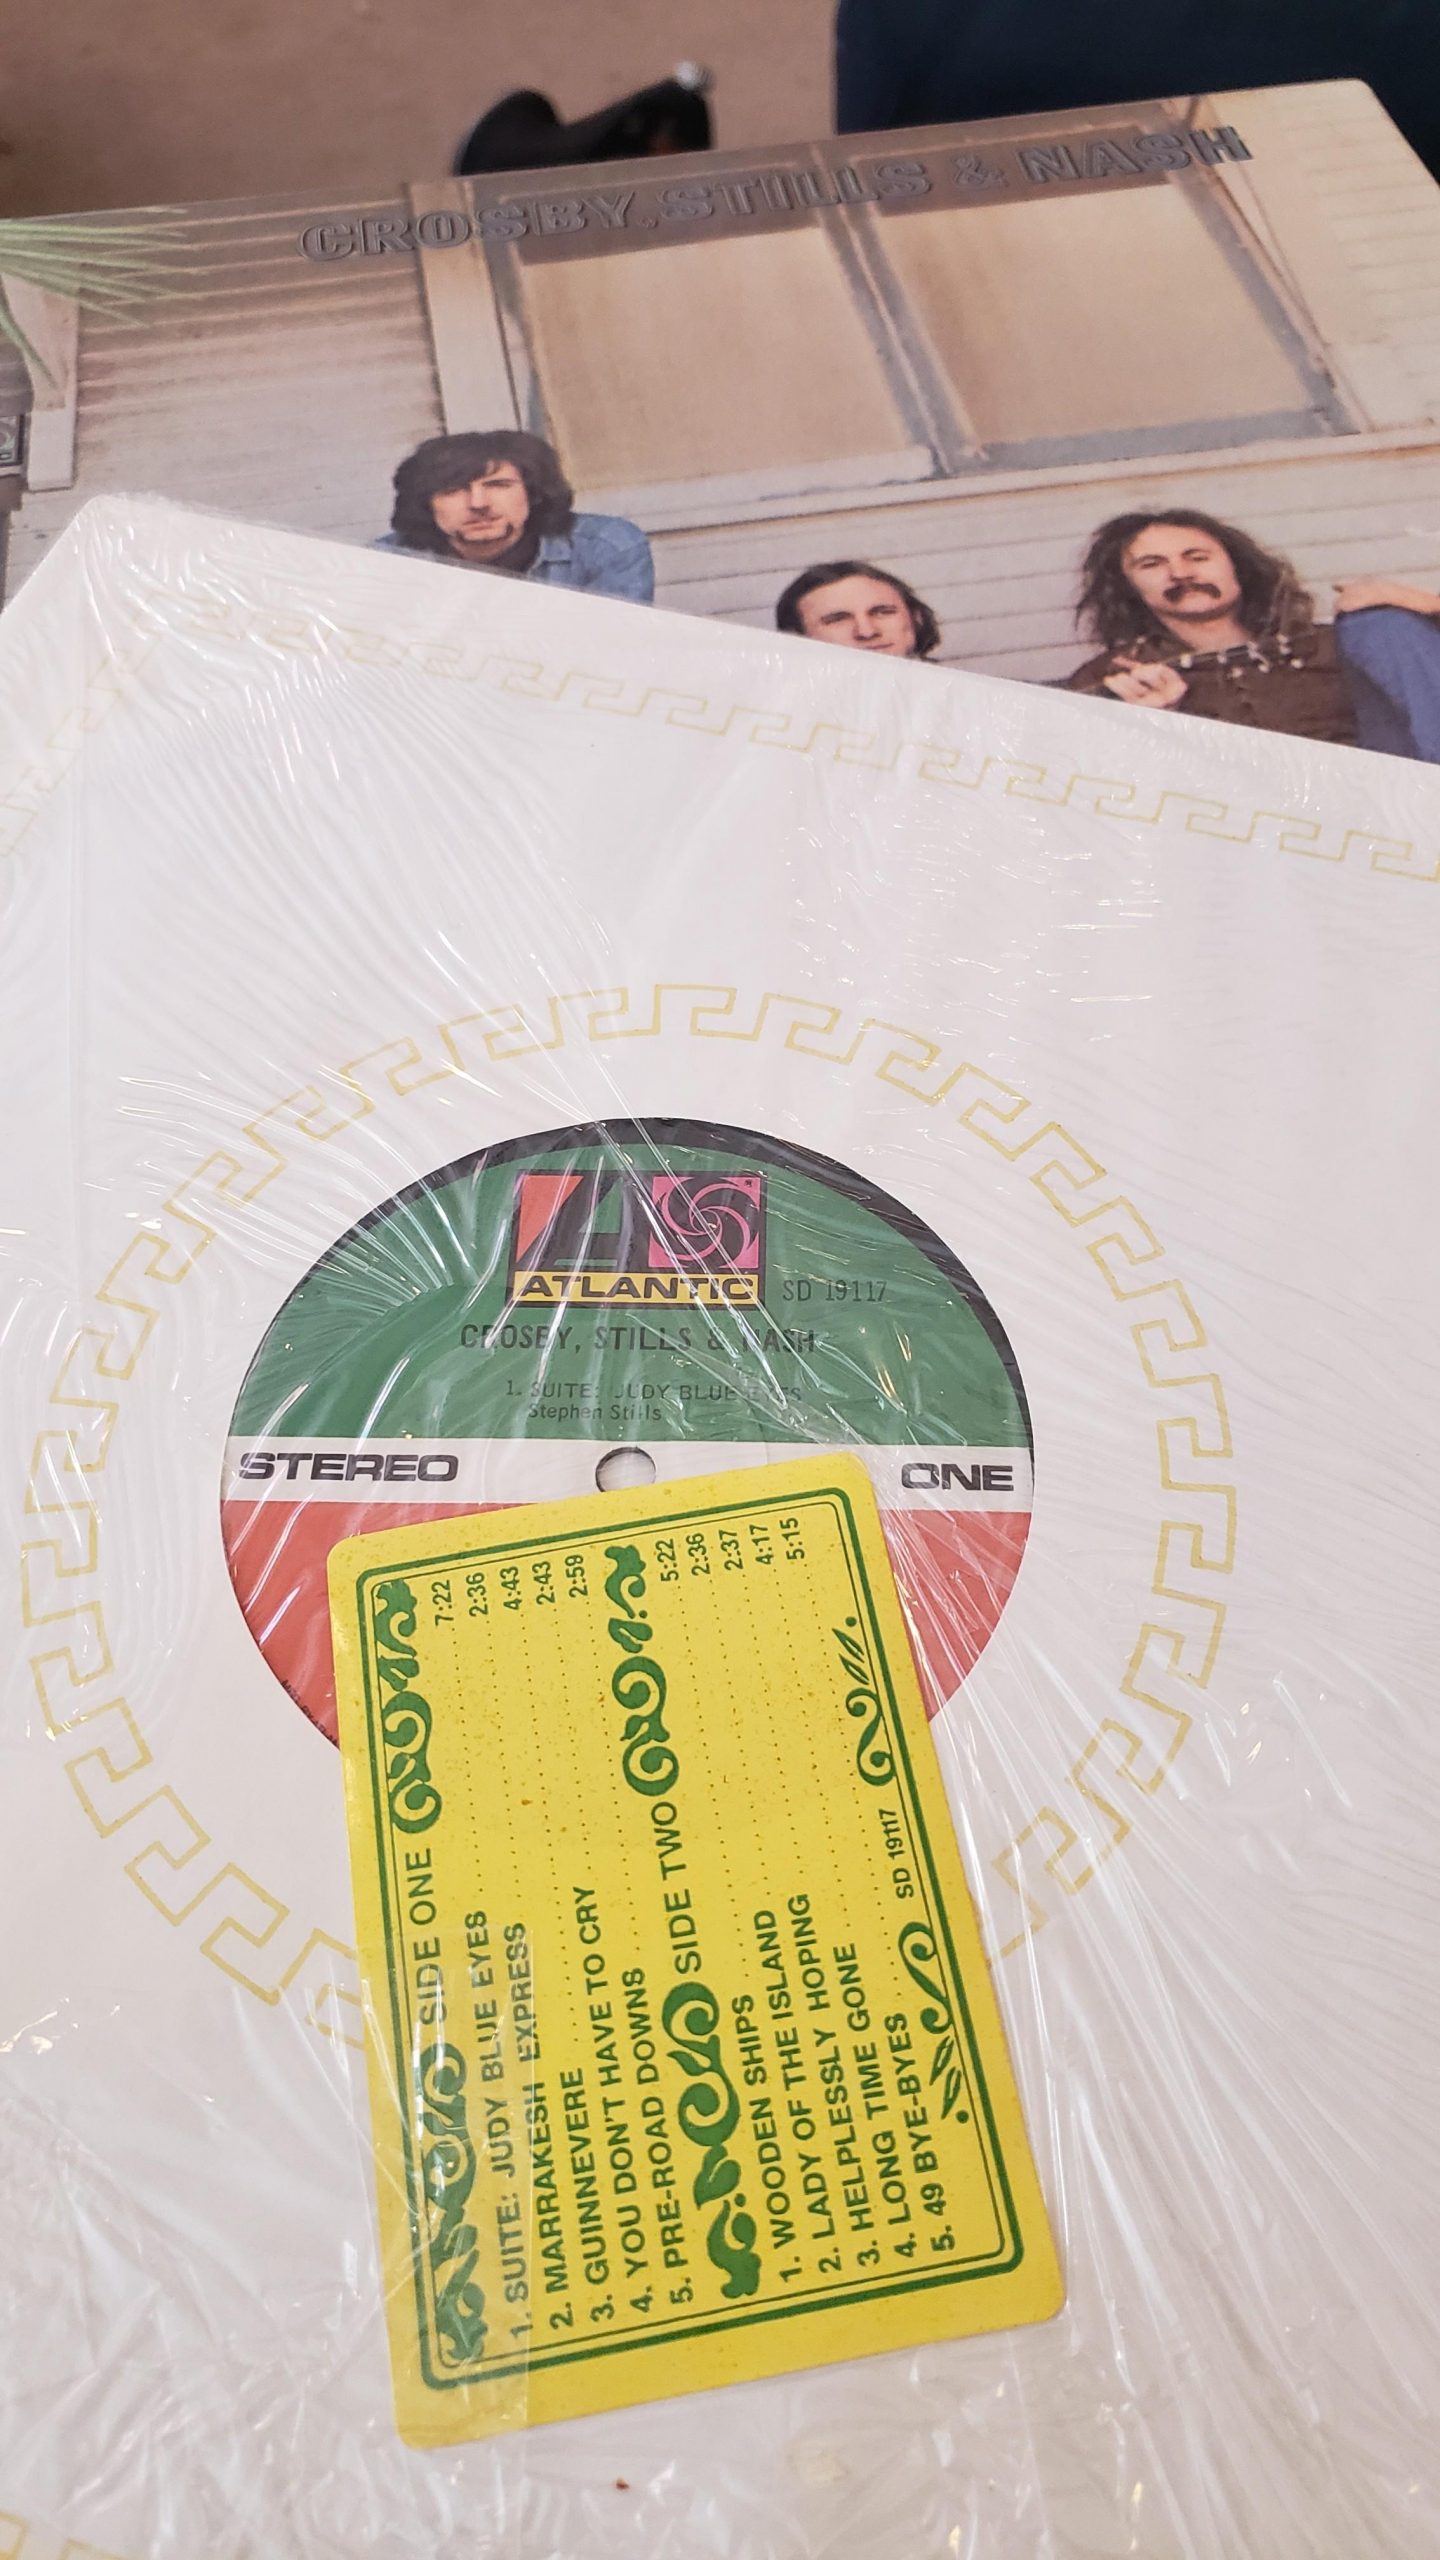 CROSBY, STILLS & NASH
ATLANTIC
SD 19117
CROSBY, STILLS & NASH
1. SUITE: JUDY BLUE EYES
Stephen Stills
STEREO
ONE
SIDE ONE
1. SUITE: JUDY BLUE EYES 7:22
2. MARRAKESH EXPRESS 2:36
3. GUINNEVERE 4:43
4. YOU DON'T HAVE TO CRY 2:43
5. PRE-ROAD DOWNS 2:59
SIDE TWO
1. WOODEN SHIPS 5:22
2. LADY OF THE ISLAND 2:36
3. HELPLESSLY HOPING 2:37
4. LONG TIME GONE 4:17
5. 49 BYE-BYES 5:15
SD 19117